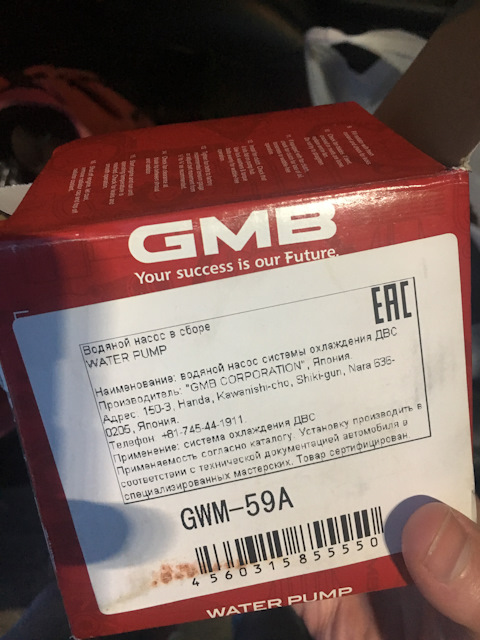 GMB
Your success is our Future.
EAC
Водяной насос в сборе
WATER PUMP
Наименование: водяной насос системы охлаждения ДВС
Производитель: "GMB CORPORATION", Япония.
Адрес: 150-3, Handa, Kawanishi-cho, Shiki-gun, Nara 636-
0206, Япония.
Телефон: +81-745-44-1911.
Применение: система охлаждения ДВС
Применяемость согласно каталогу. Установку производить в
соответствии с технической документацией автомобиля в
специализированных мастерских. Товар сертифицирован.
GWM-59A
4560315855550
WATER PUMP